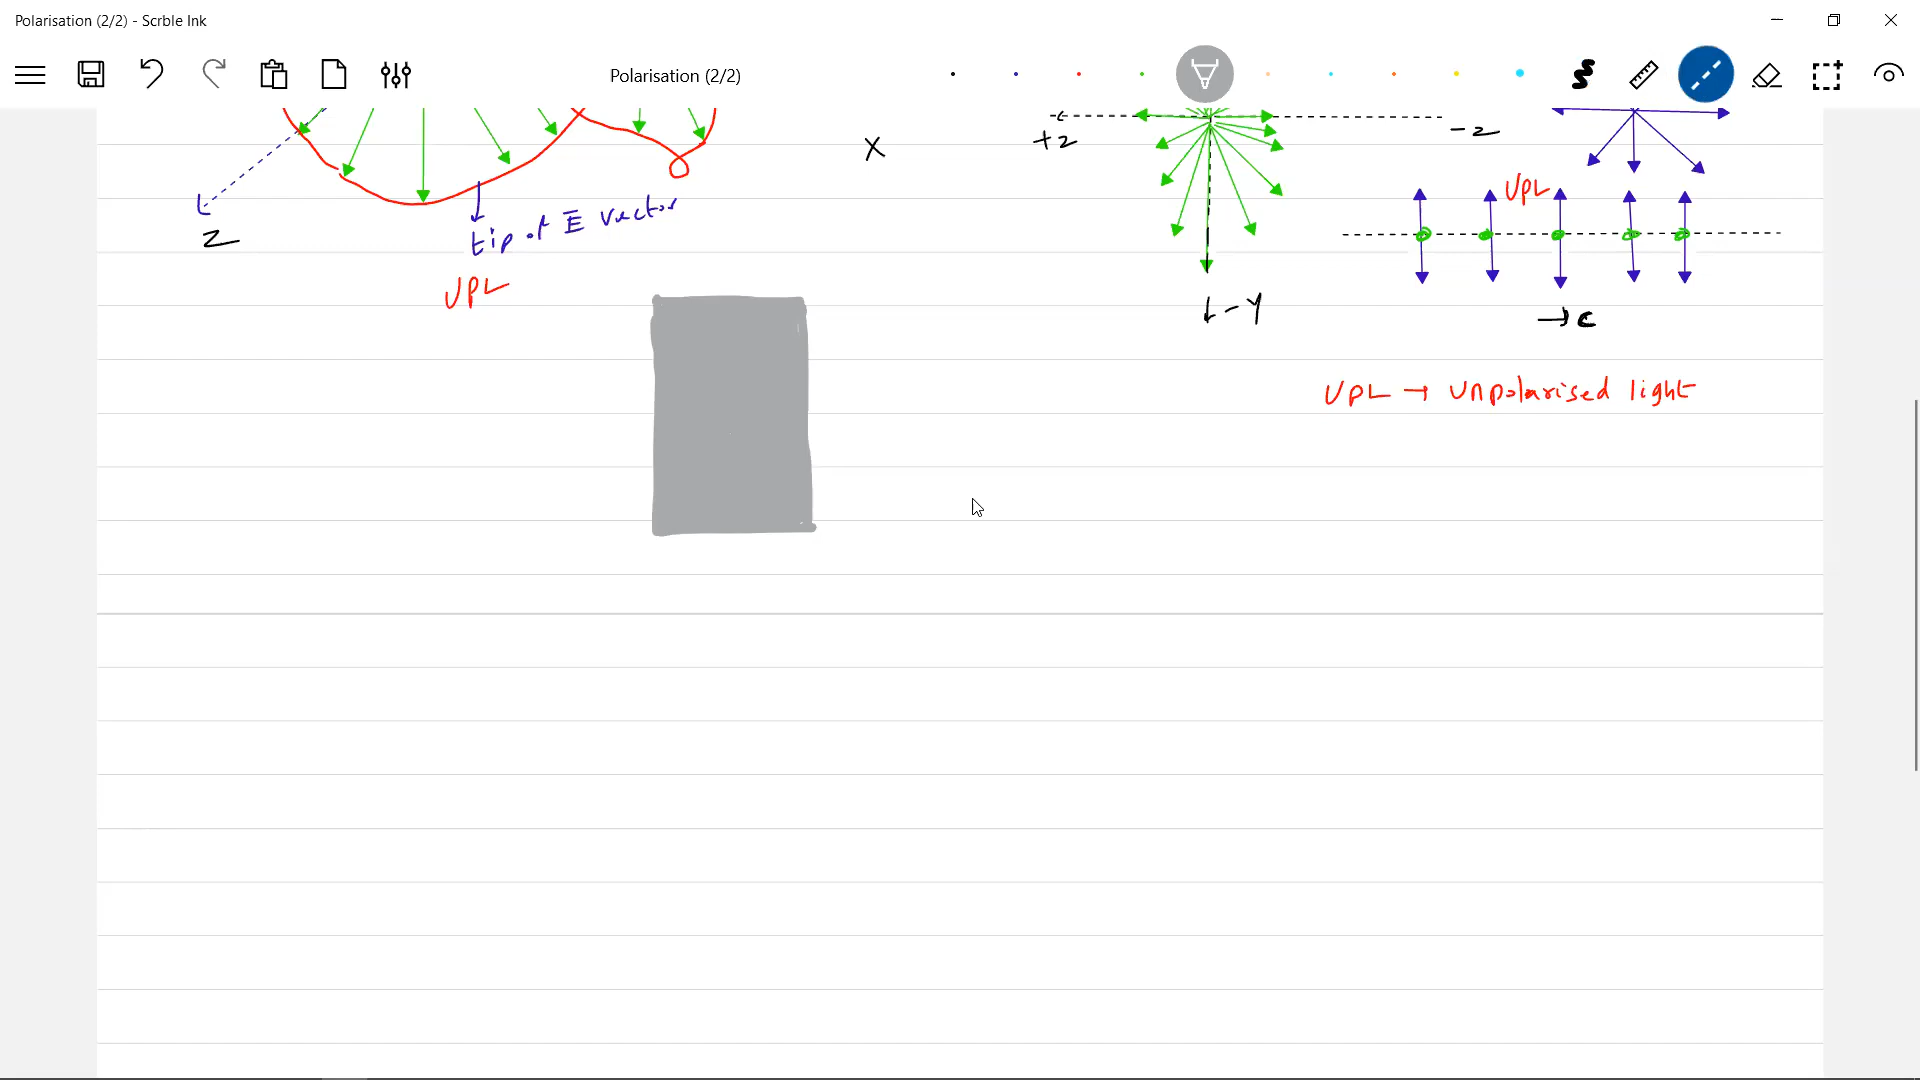 Polarisation (2/2) - Scrble Ink
Polarisation (2/2)
+z
-z
X
UPL
Z
tip of E vector
UPL
-Y
→ c
UPL → Unpolarised light